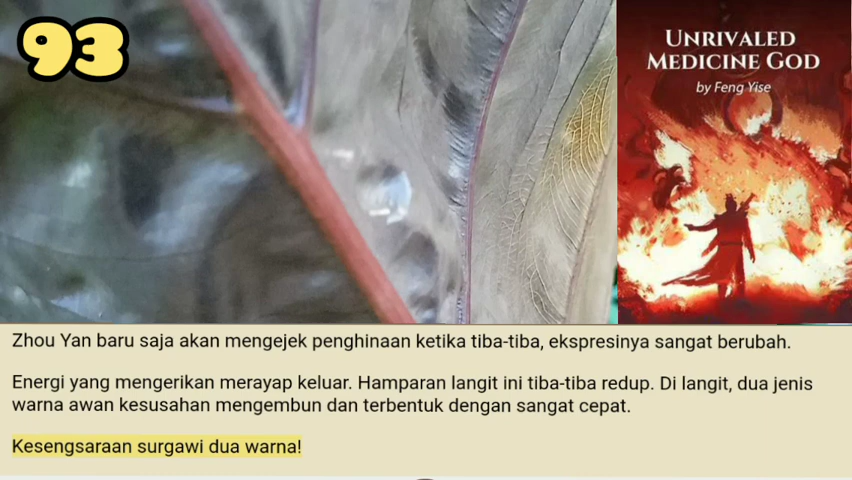 93
UNRIVALED
MEDICINE GOD
by Feng Yise
Zhou Yan baru saja akan mengejek penghinaan ketika tiba-tiba, ekspresinya sangat berubah.
Energi yang mengerikan merayap keluar. Hamparan langit ini tiba-tiba redup. Di langit, dua jenis
warna awan kesusahan mengembun dan terbentuk dengan sangat cepat.
Kesengsaraan surgawi dua warna!